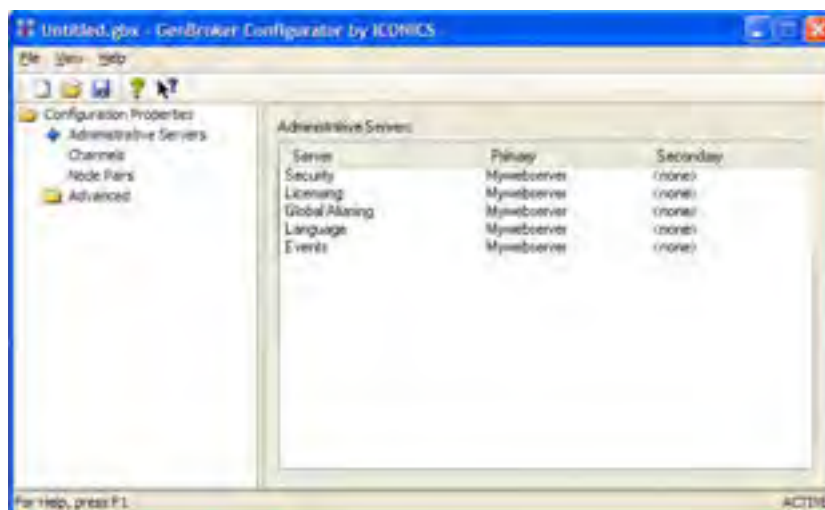 Untitled.gbx - GenBroker Configurator by ICONICS
File View Help
Configuration Properties
Administrative Servers
Channels
Node Pairs
Advanced
Administrative Servers
Server Primary Secondary
Security Mywebserver (none)
Licensing Mywebserver (none)
Global Aliasing Mywebserver (none)
Language Mywebserver (none)
Events Mywebserver (none)
For Help, press F1
ACTIVE